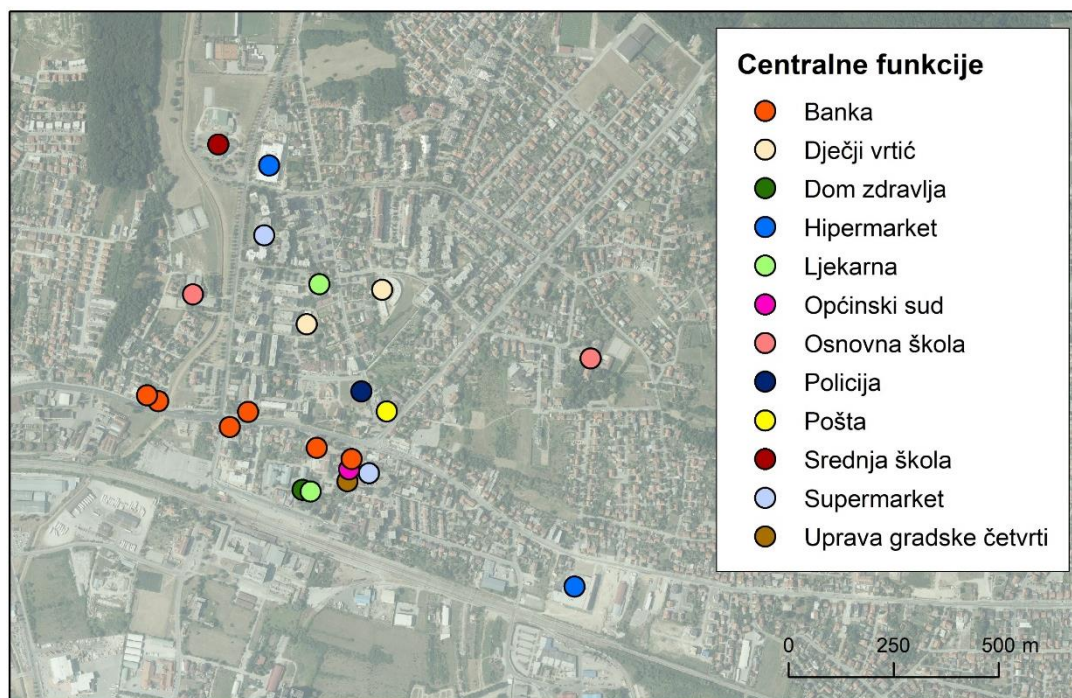 Centralne funkcije
Banka
Dječji vrtić
Dom zdravlja
Hipermarket
Ljekarna
Općinski sud
Osnovna škola
Policija
Pošta
Srednja škola
Supermarket
Uprava gradske četvrti
0 250 500 m